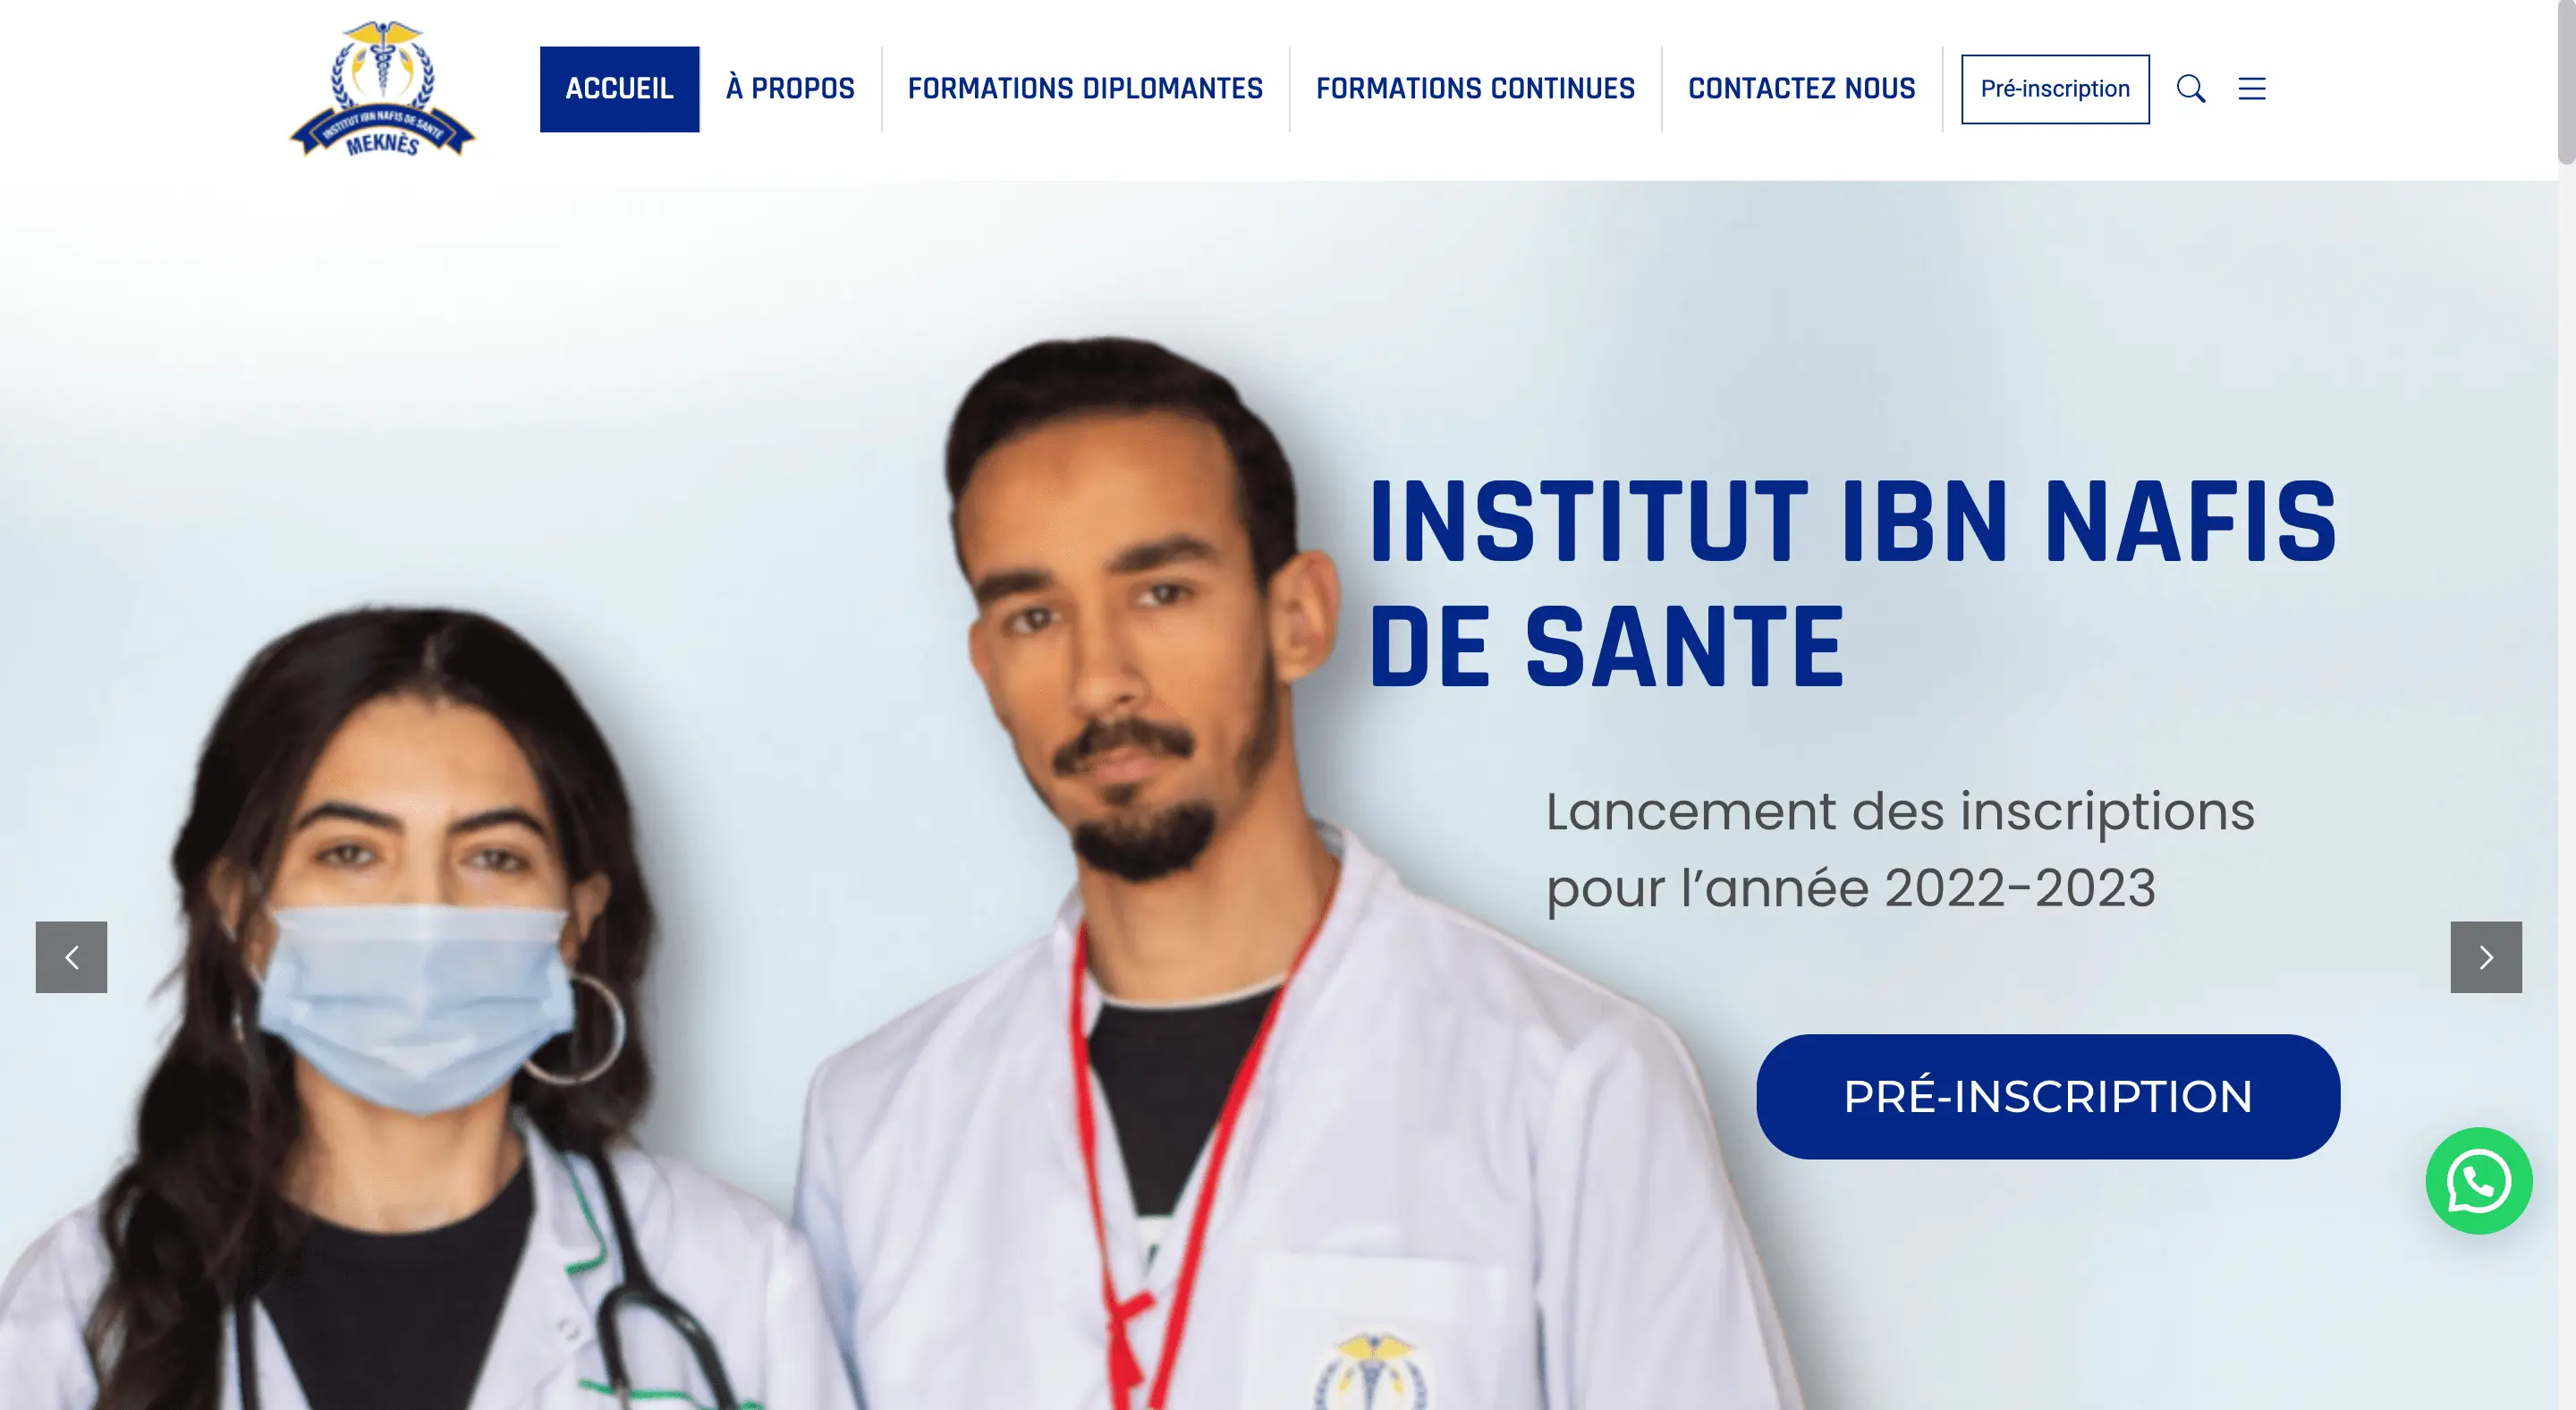 INSTITUT IBN NAFIS DE SANTÉ
MEKNÈS
ACCUEIL
À PROPOS
FORMATIONS DIPLOMANTES
FORMATIONS CONTINUES
CONTACTEZ NOUS
Pré-inscription
INSTITUT IBN NAFIS
DE SANTE
Lancement des inscriptions
pour l’année 2022-2023
PRÉ-INSCRIPTION